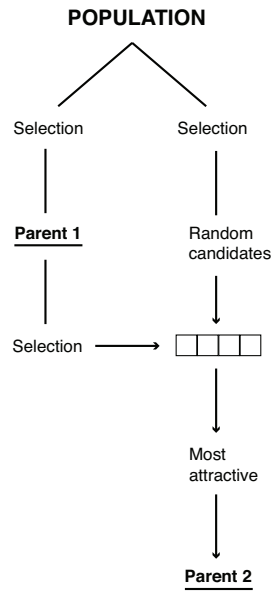 POPULATION
Selection
Selection
Parent 1
Random
candidates
Selection
Most
attractive
Parent 2